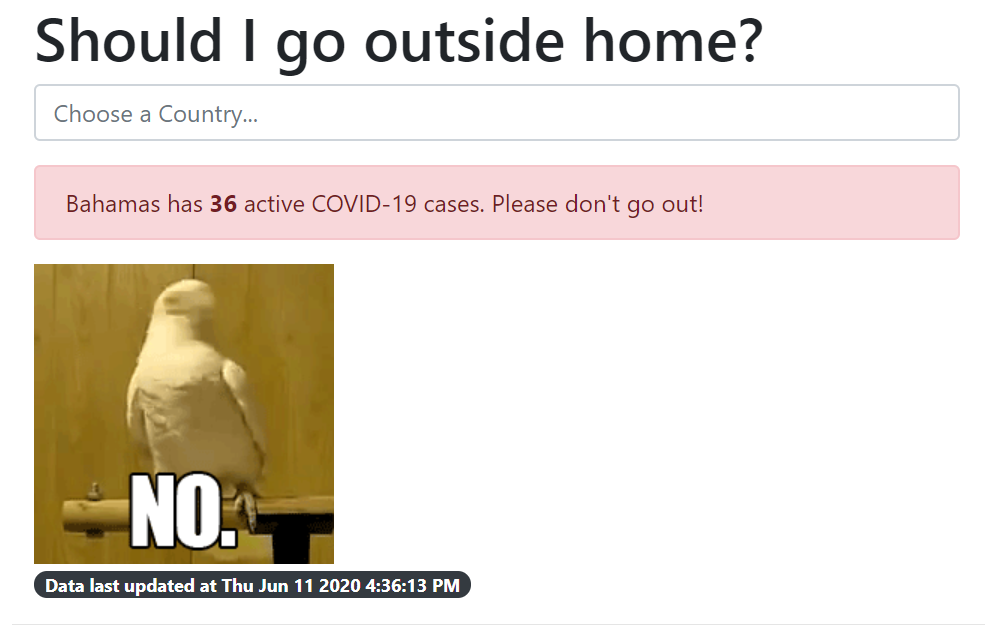 Should I go outside home?
Choose a Country...
Bahamas has 36 active COVID-19 cases. Please don't go out!
NO.
Data last updated at Thu Jun 11 2020 4:36:13 PM